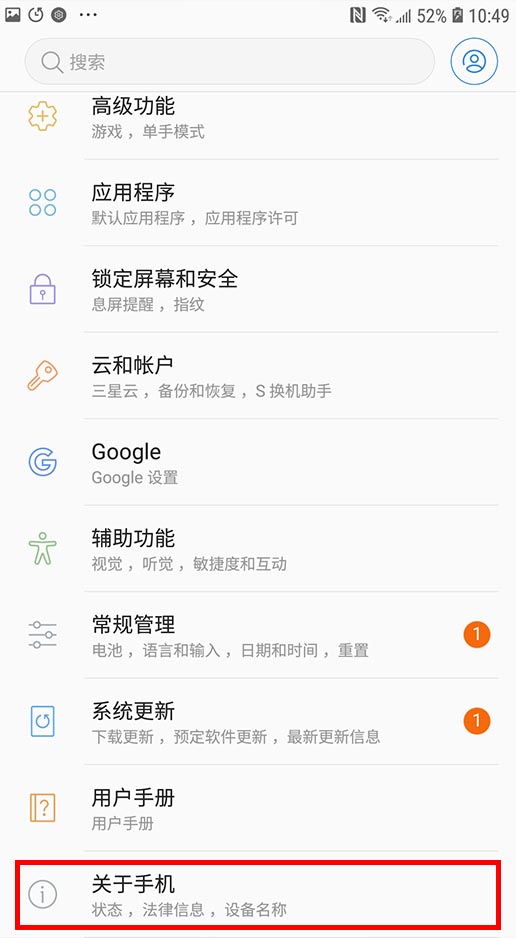 52% 10:49
搜索
高级功能
游戏，单手模式
应用程序
默认应用程序，应用程序许可
锁定屏幕和安全
息屏提醒，指纹
云和帐户
三星云，备份和恢复，S 换机助手
Google
Google 设置
辅助功能
视觉，听觉，敏捷度和互动
常规管理
1
电池，语言和输入，日期和时间，重置
系统更新
1
下载更新，预定软件更新，最新更新信息
用户手册
用户手册
关于手机
状态，法律信息，设备名称